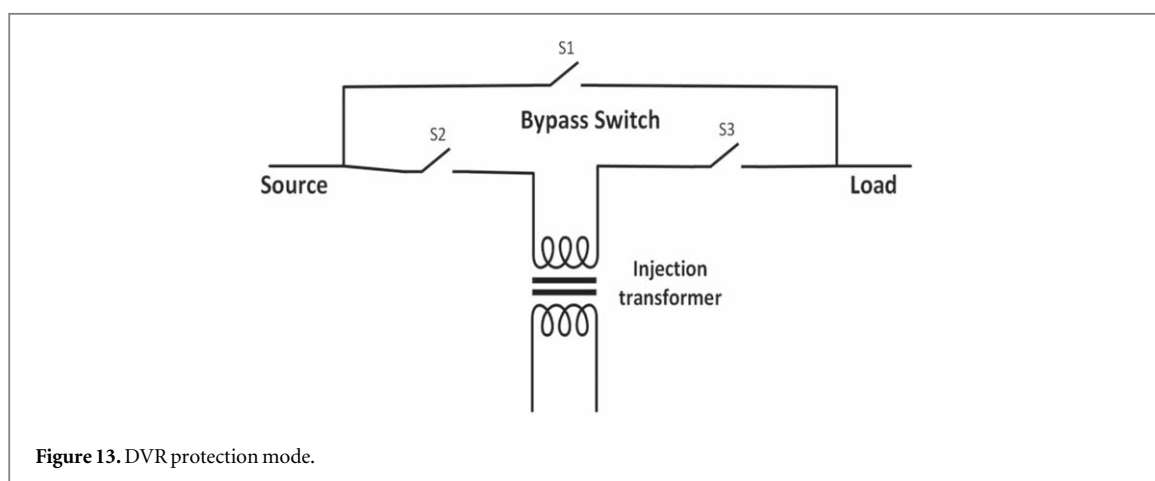 S1
Bypass Switch
S2
S3
Source
Load
Injection
transformer
Figure 13. DVR protection mode.